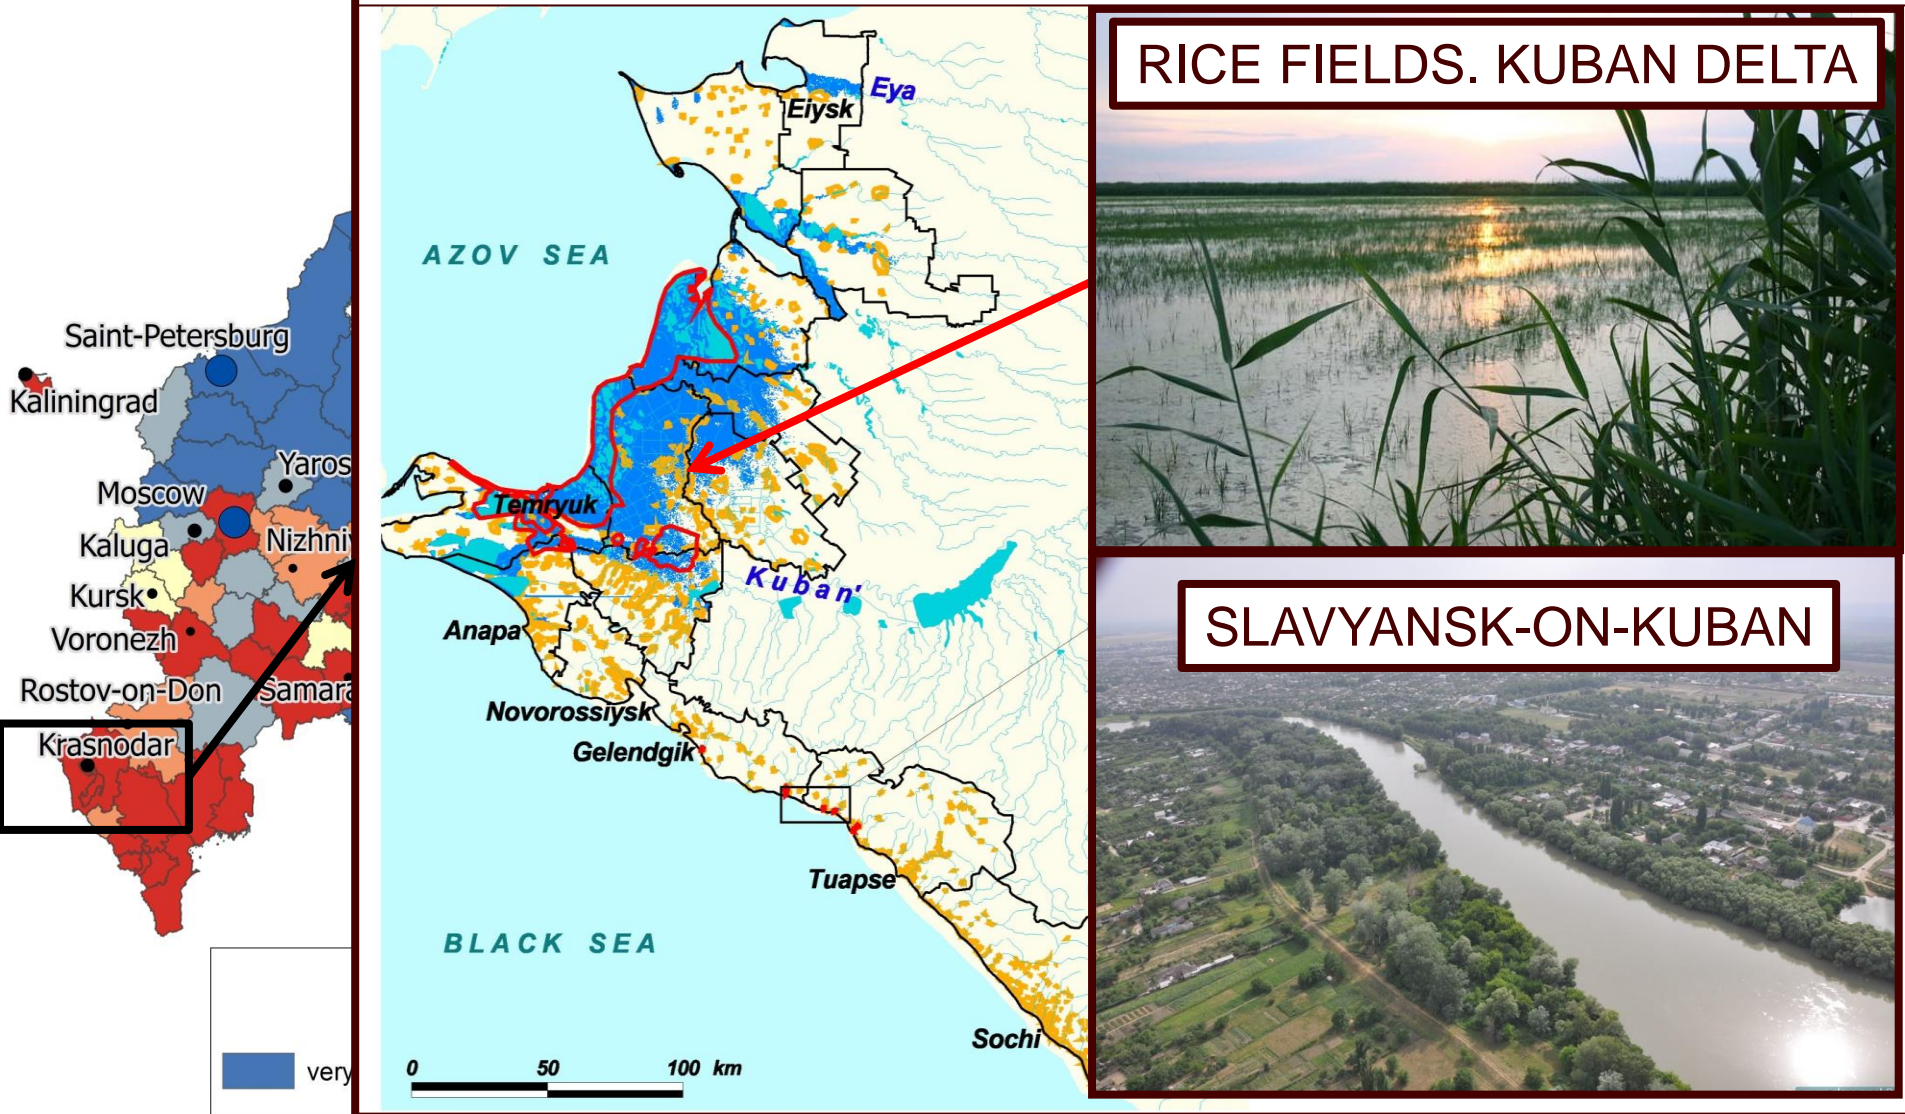 Saint-Petersburg
Kaliningrad
Yaros
Moscow
Kaluga
Nizhni
Kursk
Voronezh
Rostov-on-Don
Samara
Krasnodar
very
Eya
Eiysk
AZOV SEA
Temryuk
Kuban'
Anapa
Novorossiysk
Gelendgik
Tuapse
BLACK SEA
Sochi
0 50 100 km
RICE FIELDS. KUBAN DELTA
SLAVYANSK-ON-KUBAN